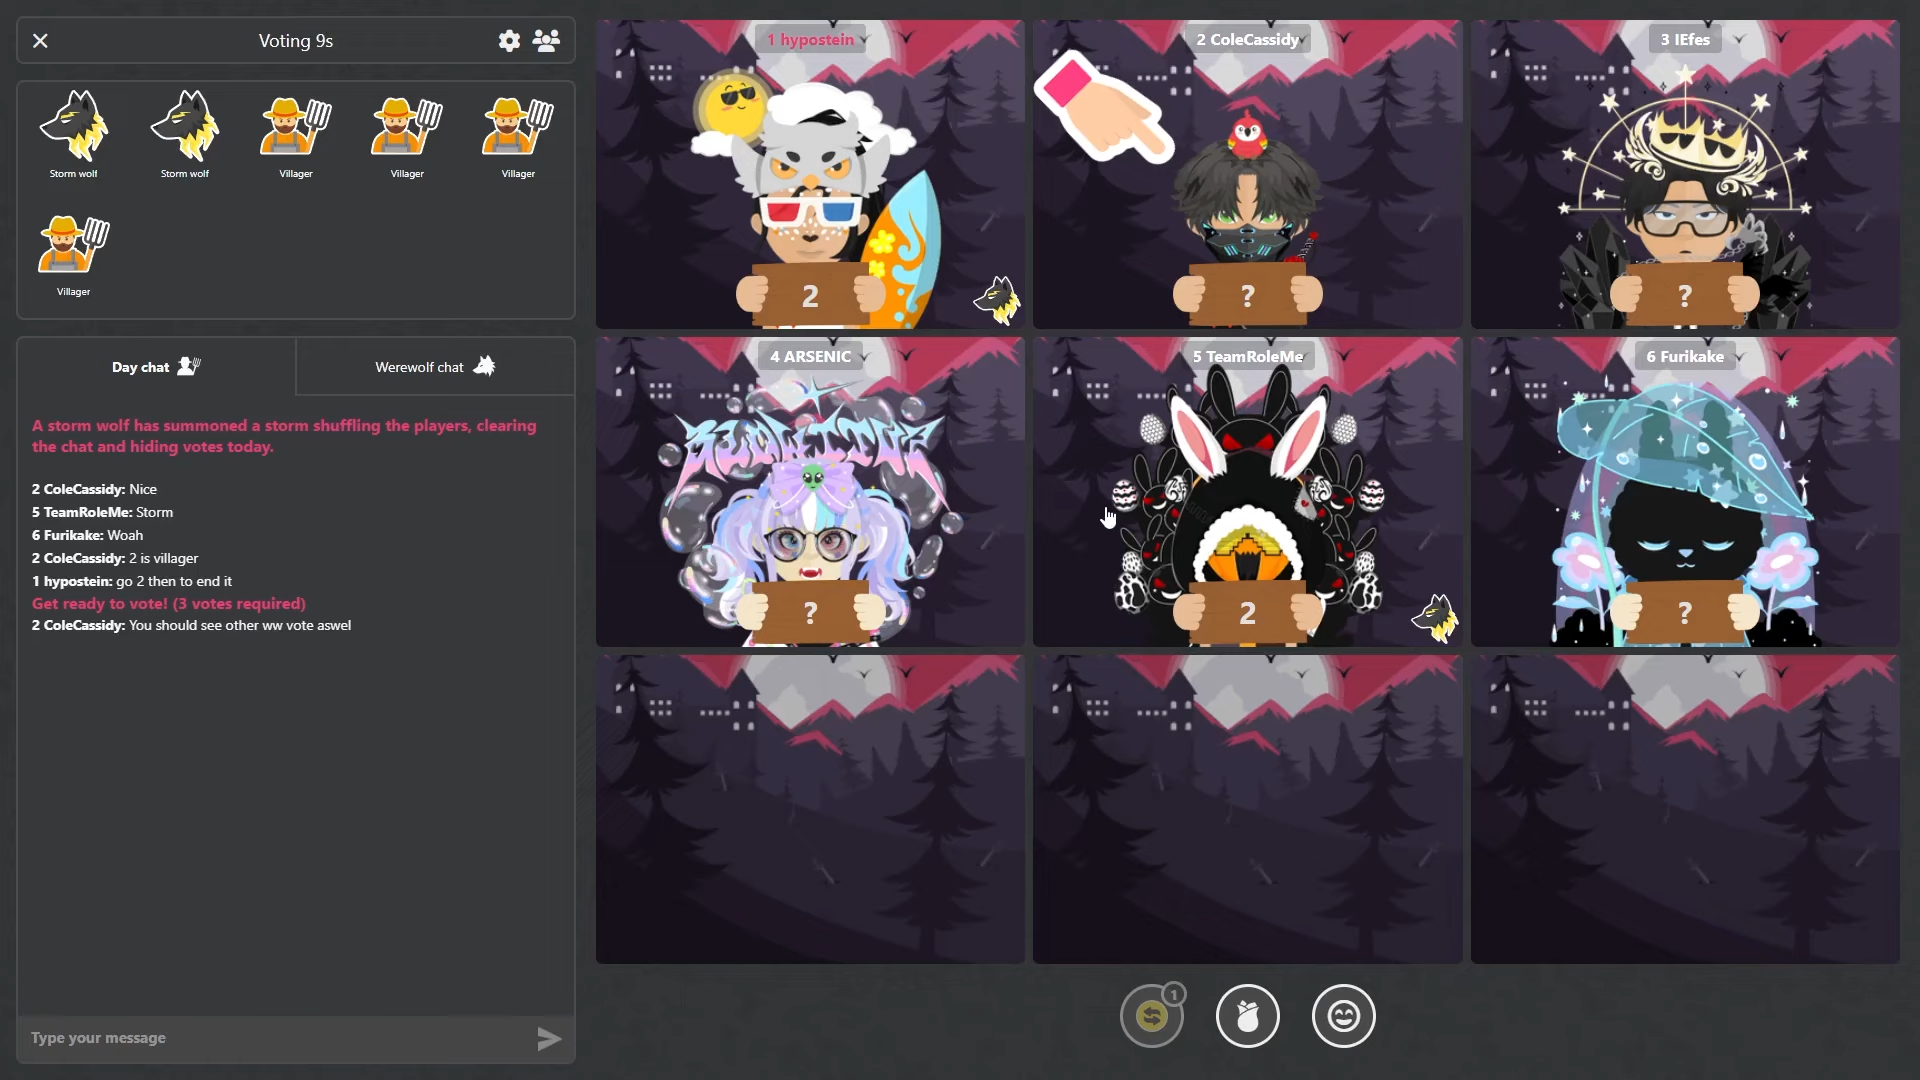 Voting 9s
Storm wolf
Storm wolf
Villager
Villager
Villager
Villager
Day chat
Werewolf chat
A storm wolf has summoned a storm shuffling the players, clearing
the chat and hiding votes today.
2 ColeCassidy: Nice
5 TeamRoleMe: Storm
6 Furikake: Woah
2 ColeCassidy: 2 is villager
1 hypostein: go 2 then to end it
Get ready to vote! (3 votes required)
2 ColeCassidy: You should see other ww vote aswel
Type your message
1 hypostein
2
2 ColeCassidy
?
3 IEfes
?
4 ARSENIC
?
5 TeamRoleMe
2
6 Furikake
?
1